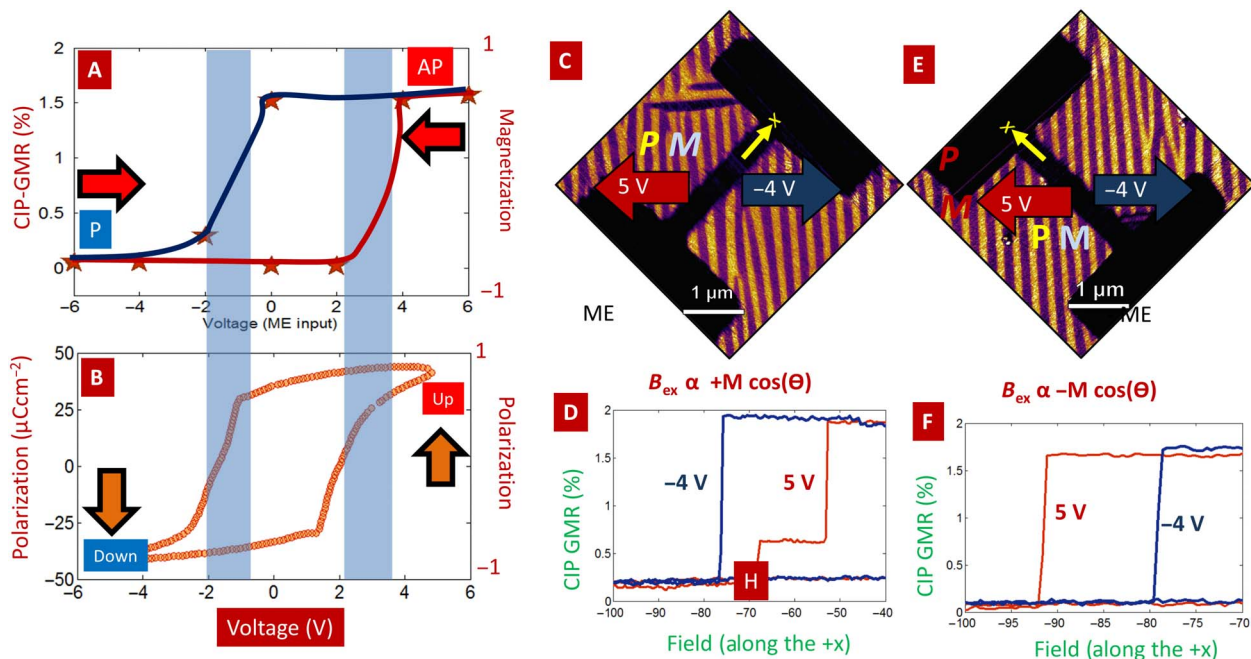 A
CIP-GMR (%)
2
1.5
1
0.5
0
−6
−4
−2
0
2
4
6
Voltage (ME input)
AP
P
1
Magnetization
−1
B
Polarization (μCcm−2)
50
25
0
−25
−50
−6
−4
−2
0
2
4
6
Up
Down
1
Polarization
−1
Voltage (V)
C
P M
5 V
−4 V
1 μm
ME
E
P
M
5 V
−4 V
P M
1 μm
ME
Bex α +M cos(Θ)
D
CIP GMR (%)
2
1.5
1
0.5
0
−4 V
5 V
H
−100
−90
−80
−70
−60
−50
−40
Field (along the +x)
Bex α −M cos(Θ)
F
CIP GMR (%)
2
1.5
1
0.5
0
5 V
−4 V
−100
−95
−90
−85
−80
−75
−70
Field (along the +x)